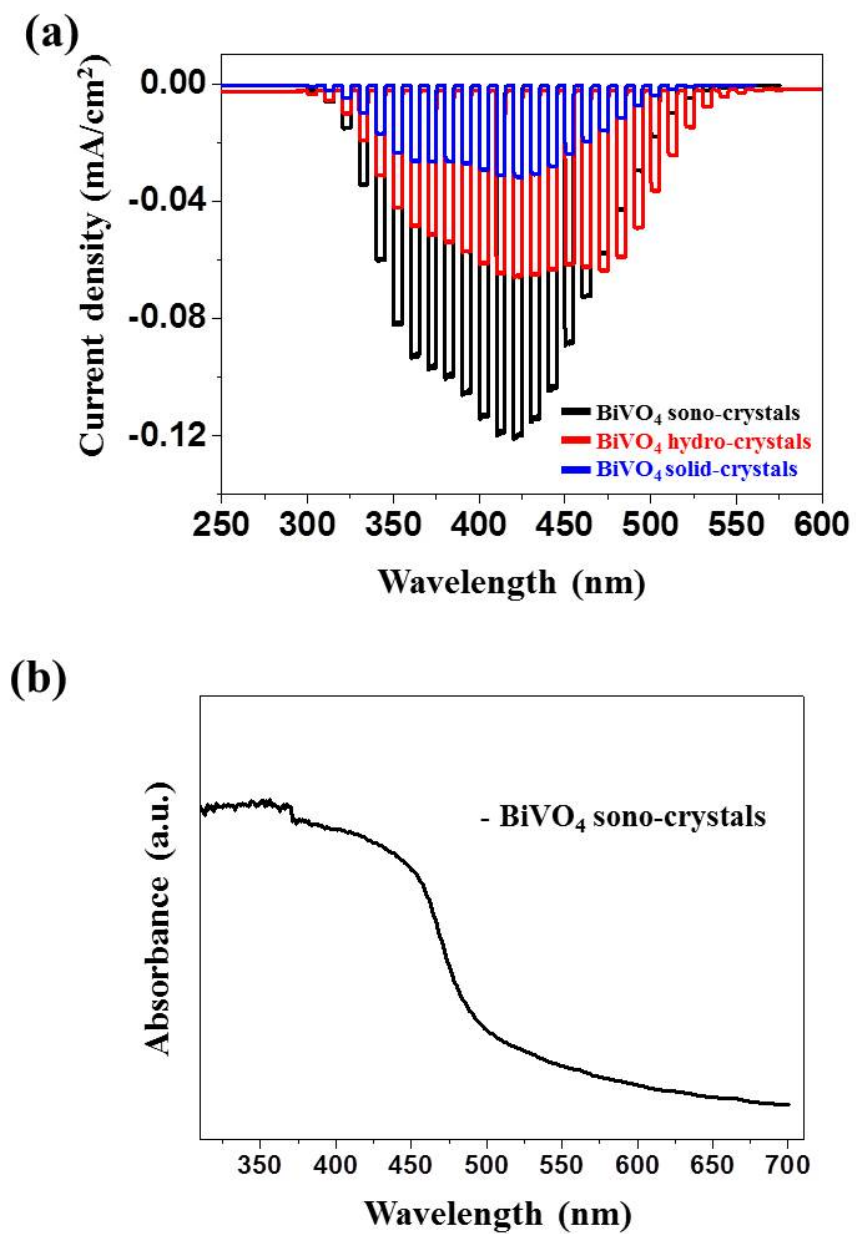 (a)
Current density (mA/cm²)
0.00
-0.04
-0.08
-0.12
BiVO₄ sono-crystals
BiVO₄ hydro-crystals
BiVO₄ solid-crystals
250 300 350 400 450 500 550 600
Wavelength (nm)
(b)
Absorbance (a.u.)
- BiVO₄ sono-crystals
350 400 450 500 550 600 650 700
Wavelength (nm)